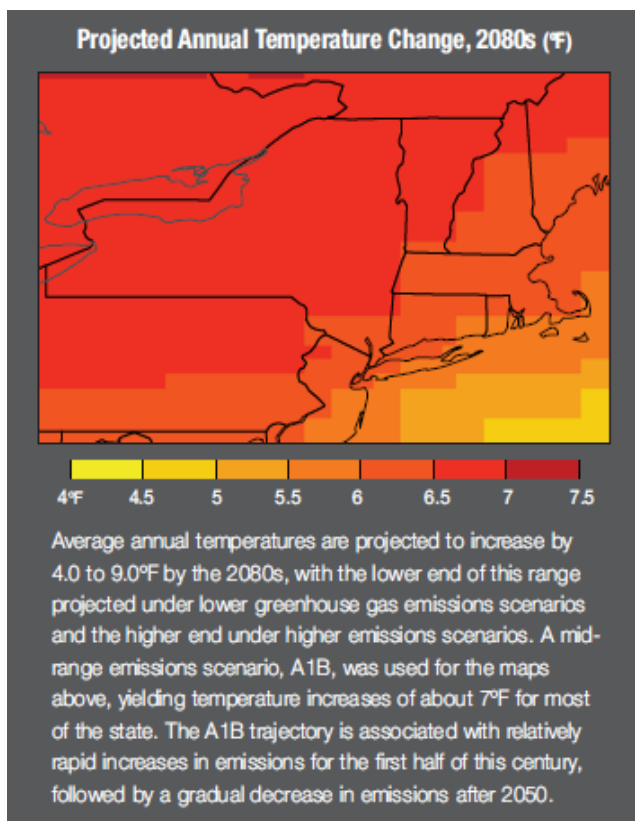 Projected Annual Temperature Change, 2080s (ºF)
4ºF 4.5 5 5.5 6 6.5 7 7.5
Average annual temperatures are projected to increase by
4.0 to 9.0ºF by the 2080s, with the lower end of this range
projected under lower greenhouse gas emissions scenarios
and the higher end under higher emissions scenarios. A mid-
range emissions scenario, A1B, was used for the maps
above, yielding temperature increases of about 7ºF for most
of the state. The A1B trajectory is associated with relatively
rapid increases in emissions for the first half of this century,
followed by a gradual decrease in emissions after 2050.